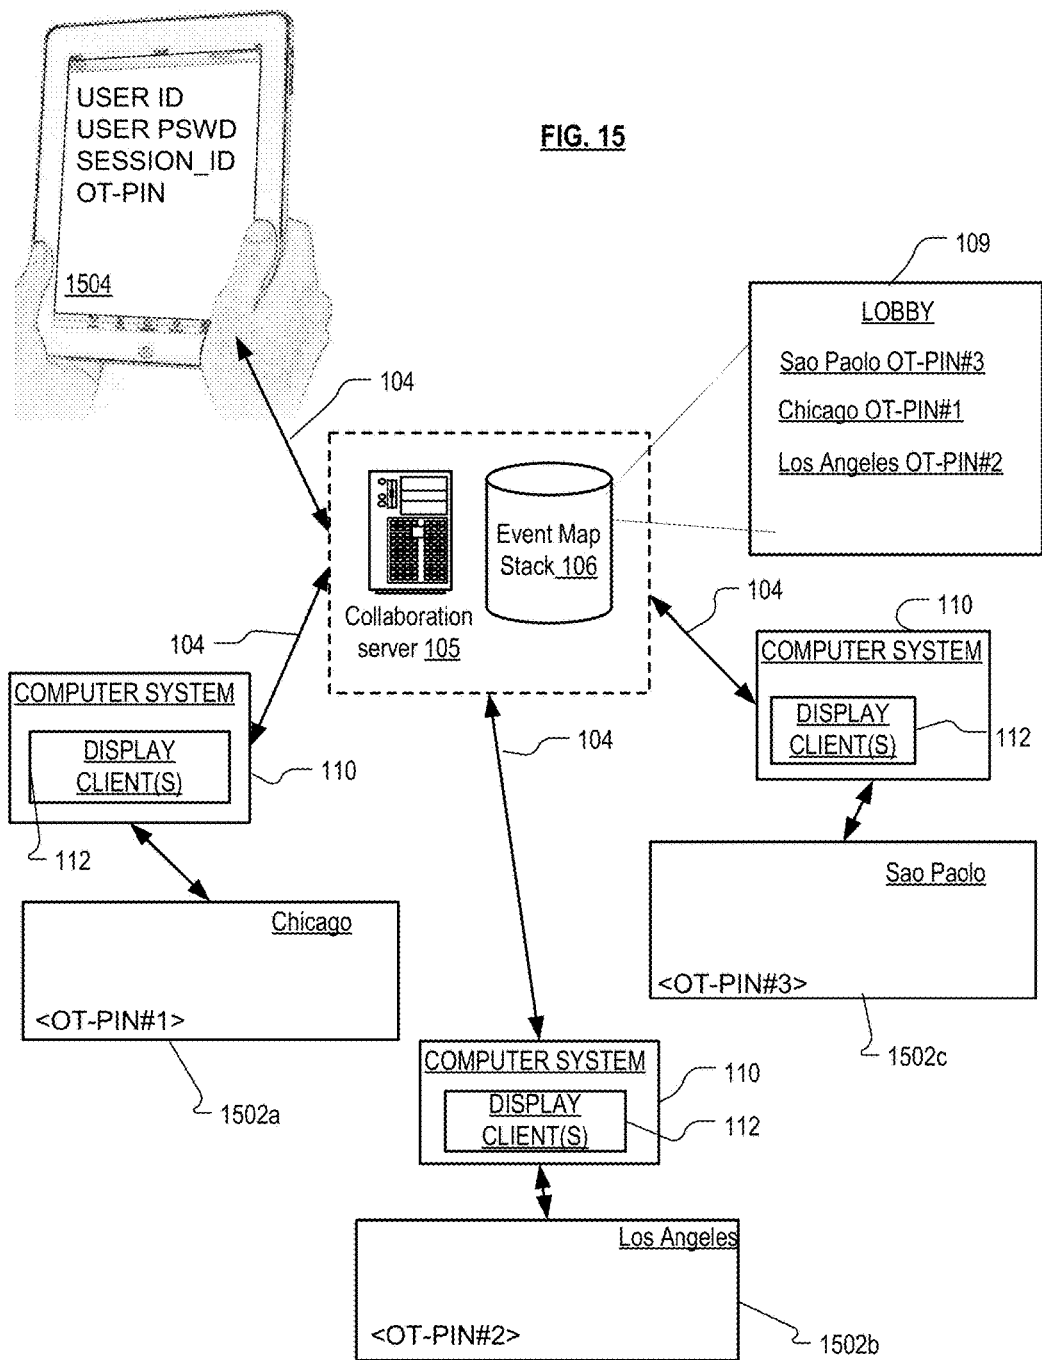 USER ID
USER PSWD
SESSION_ID
OT-PIN
1504
FIG. 15
109
LOBBY
Sao Paolo OT-PIN#3
Chicago OT-PIN#1
Los Angeles OT-PIN#2
104
Event Map
Stack 106
Collaboration
server 105
104
104
110
COMPUTER SYSTEM
DISPLAY
CLIENT(S)
112
COMPUTER SYSTEM
DISPLAY
CLIENT(S)
110
112
104
Sao Paolo
<OT-PIN#3>
1502c
Chicago
<OT-PIN#1>
1502a
COMPUTER SYSTEM
DISPLAY
CLIENT(S)
110
112
Los Angeles
<OT-PIN#2>
1502b